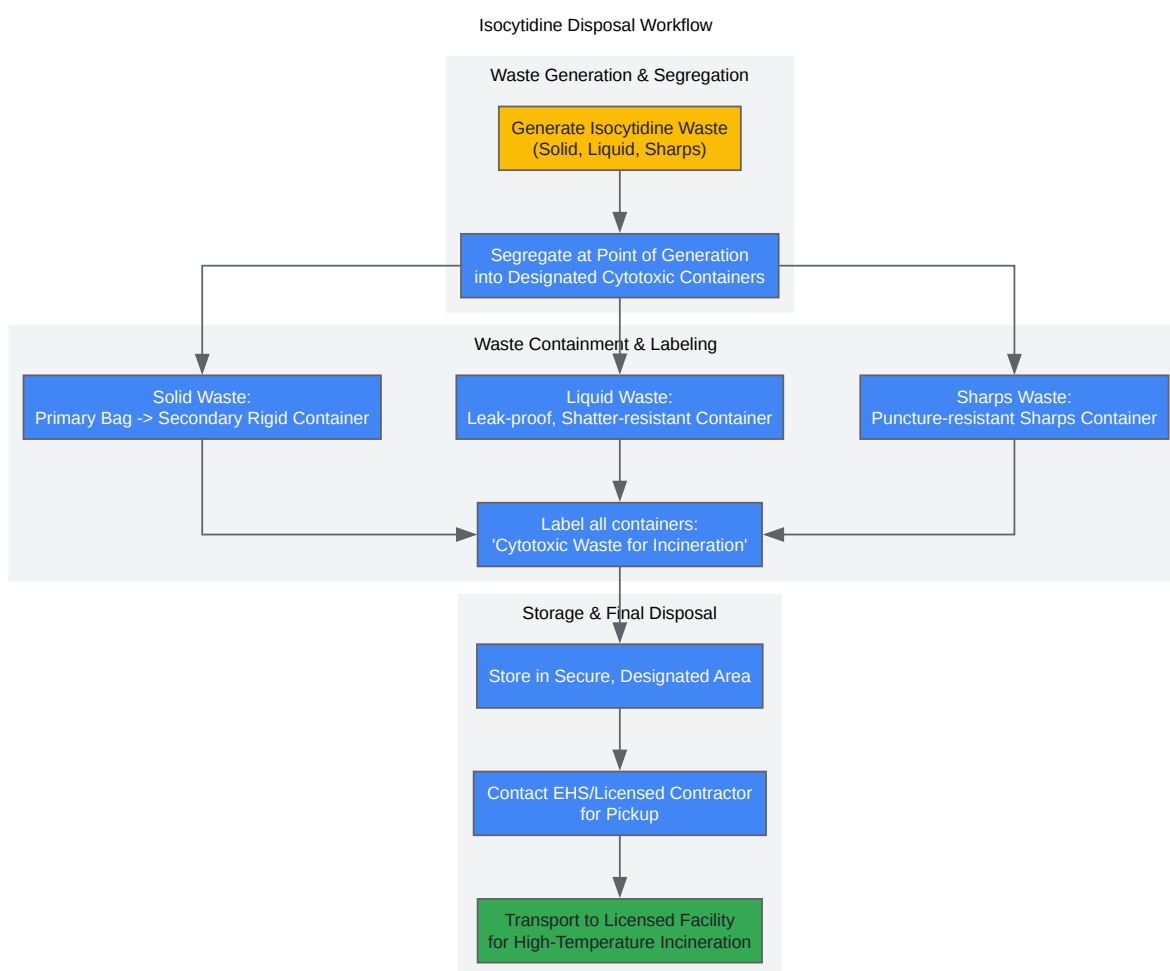 Isocytidine Disposal Workflow
Waste Generation & Segregation
Generate Isocytidine Waste
(Solid, Liquid, Sharps)
Segregate at Point of Generation
into Designated Cytotoxic Containers
Waste Containment & Labeling
Solid Waste:
Primary Bag -> Secondary Rigid Container
Liquid Waste:
Leak-proof, Shatter-resistant Container
Sharps Waste:
Puncture-resistant Sharps Container
Label all containers:
'Cytotoxic Waste for Incineration'
Storage & Final Disposal
Store in Secure, Designated Area
Contact EHS/Licensed Contractor
for Pickup
Transport to Licensed Facility
for High-Temperature Incineration